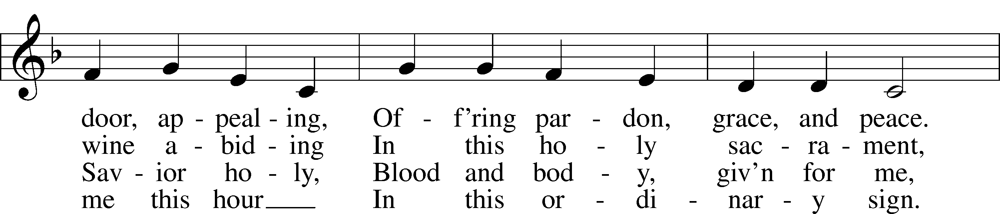 door, ap - peal - ing, Of - f'ring par - don, grace, and peace.
wine a - bid - ing In this ho - ly sac - ra - ment,
Sav - ior ho - ly, Blood and bod - y, giv'n for me,
me this hour____ In this or - di - nar - y sign.